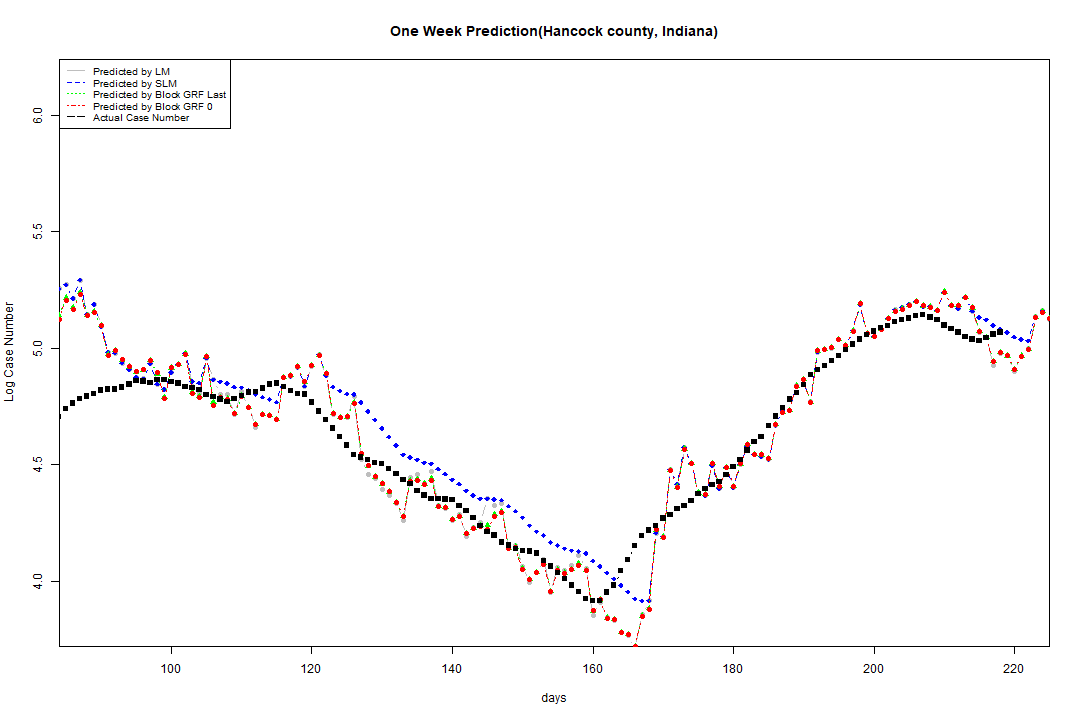 One Week Prediction(Hancock county, Indiana)
Predicted by LM
Predicted by SLM
Predicted by Block GRF Last
Predicted by Block GRF 0
Actual Case Number
6.0
5.5
5.0
4.5
4.0
Log Case Number
100 120 140 160 180 200 220
days